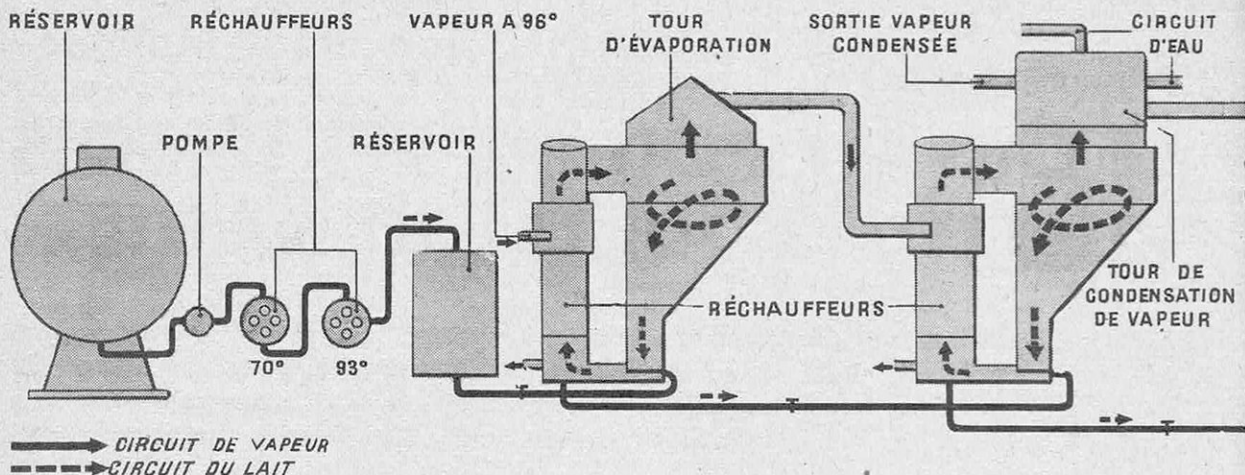 RÉSERVOIR
RÉCHAUFFEURS
VAPEUR A 96°
TOUR
D'ÉVAPORATION
SORTIE VAPEUR
CONDENSÉE
CIRCUIT
D'EAU
POMPE
RÉSERVOIR
TOUR DE
CONDENSATION
DE VAPEUR
RÉCHAUFFEURS
70°
93°
CIRCUIT DE VAPEUR
CIRCUIT DU LAIT